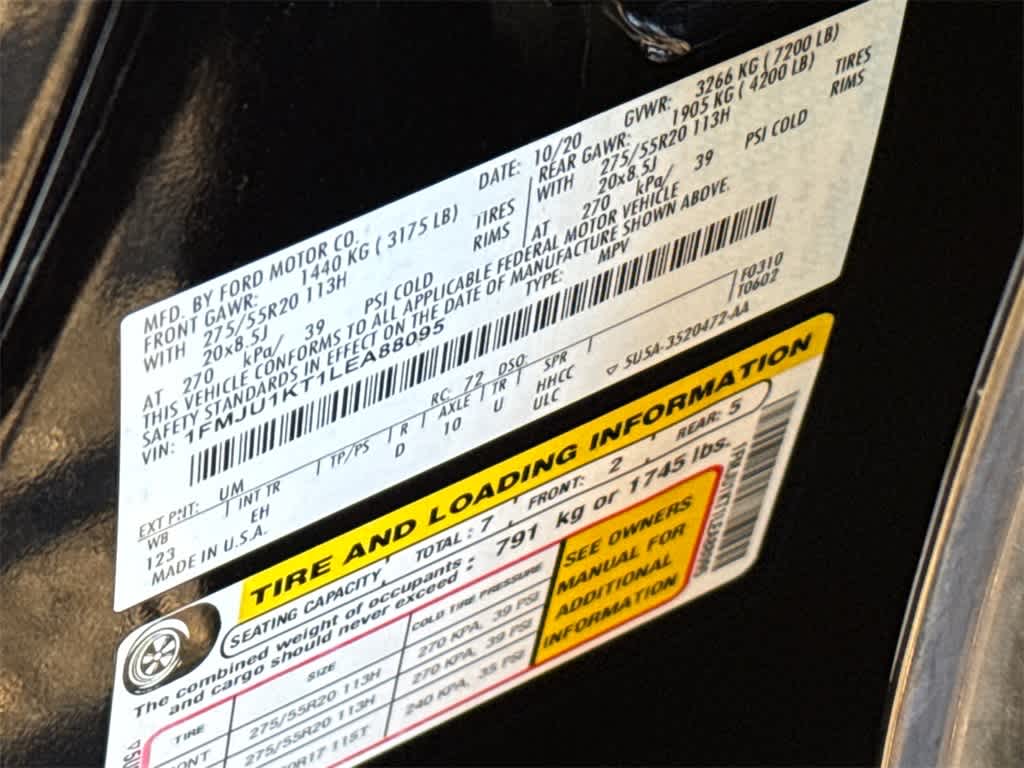 MFD. BY FORD MOTOR CO.
DATE: 10/20 GVWR: 3266 KG ( 7200 LB)
FRONT GAWR: 1440 KG ( 3175 LB)
REAR GAWR: 1905 KG ( 4200 LB)
WITH 275/55R20 113H TIRES
WITH 275/55R20 113H TIRES
20x8.5J RIMS
20x8.5J RIMS
AT 270 kPa/ 39 PSI COLD
AT 270 kPa/ 39 PSI COLD
THIS VEHICLE CONFORMS TO ALL APPLICABLE FEDERAL MOTOR VEHICLE
SAFETY STANDARDS IN EFFECT ON THE DATE OF MANUFACTURE SHOWN ABOVE.
VIN: 1FMJU1KT1LEA88095 TYPE: MPV
F0310
T0602
EXT PNT: UM RC: 72 DSO:
WB INT TR TP/PS R AXLE TR SPR
123 EH D 10 U HHCC
ULC
MADE IN U.S.A.
▽ SU5A-3520472-AA
TIRE AND LOADING INFORMATION
SEATING CAPACITY, TOTAL : 7 , FRONT: 2 , REAR: 5
The combined weight of occupants
and cargo should never exceed : 791 kg or 1745 lbs.
TIRE SIZE COLD TIRE PRESSURE
275/55R20 113H 270 KPA, 39 PSI
275/55R20 113H 270 KPA, 39 PSI
115T 240 KPA, 35 PSI
SEE OWNERS
MANUAL FOR
ADDITIONAL
INFORMATION